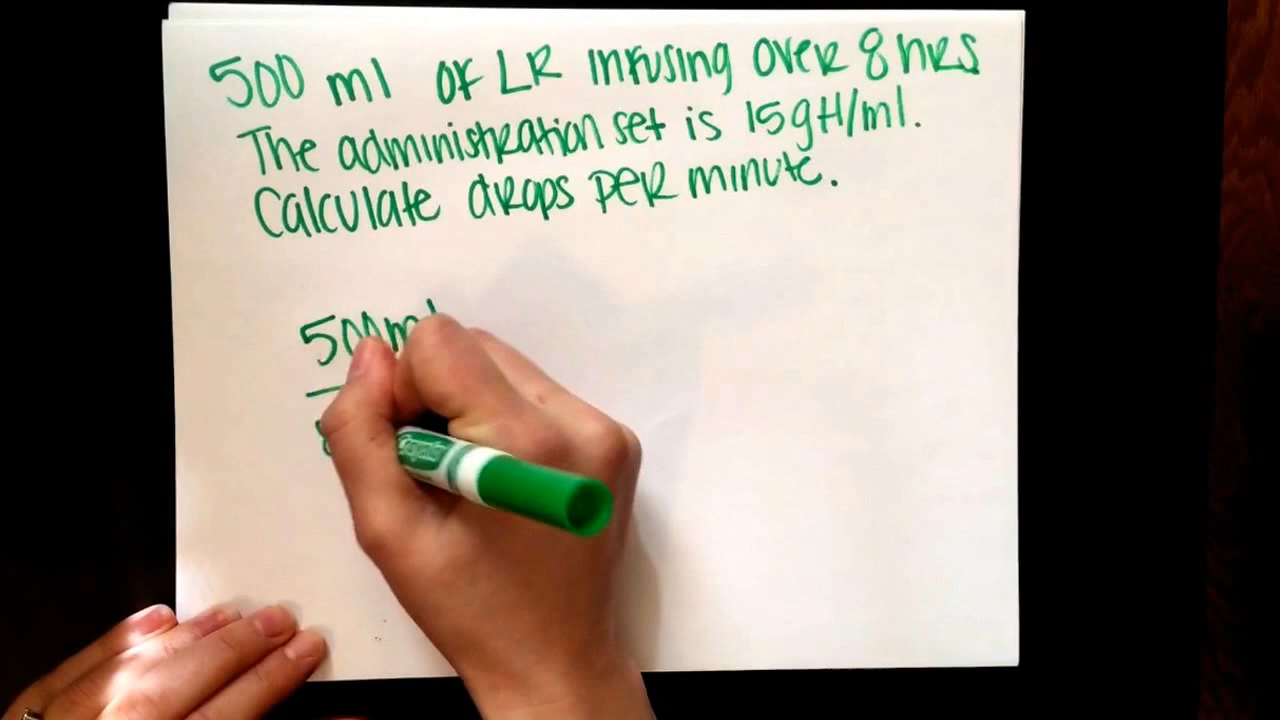 500 ml of LR infusing over 8 hrs
The administration set is 15gtt/ml.
Calculate drops per minute.
500ml
8